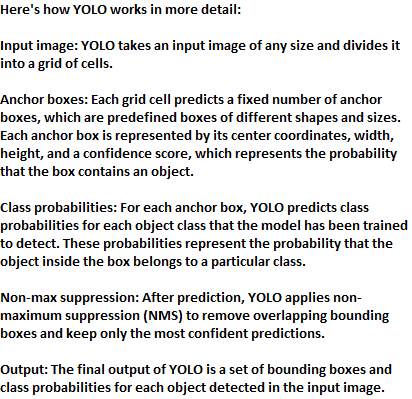 Here's how YOLO works in more detail:
Input image: YOLO takes an input image of any size and divides it
into a grid of cells.
Anchor boxes: Each grid cell predicts a fixed number of anchor
boxes, which are predefined boxes of different shapes and sizes.
Each anchor box is represented by its center coordinates, width,
height, and a confidence score, which represents the probability
that the box contains an object.
Class probabilities: For each anchor box, YOLO predicts class
probabilities for each object class that the model has been trained
to detect. These probabilities represent the probability that the
object inside the box belongs to a particular class.
Non-max suppression: After prediction, YOLO applies non-
maximum suppression (NMS) to remove overlapping bounding
boxes and keep only the most confident predictions.
Output: The final output of YOLO is a set of bounding boxes and
class probabilities for each object detected in the input image.